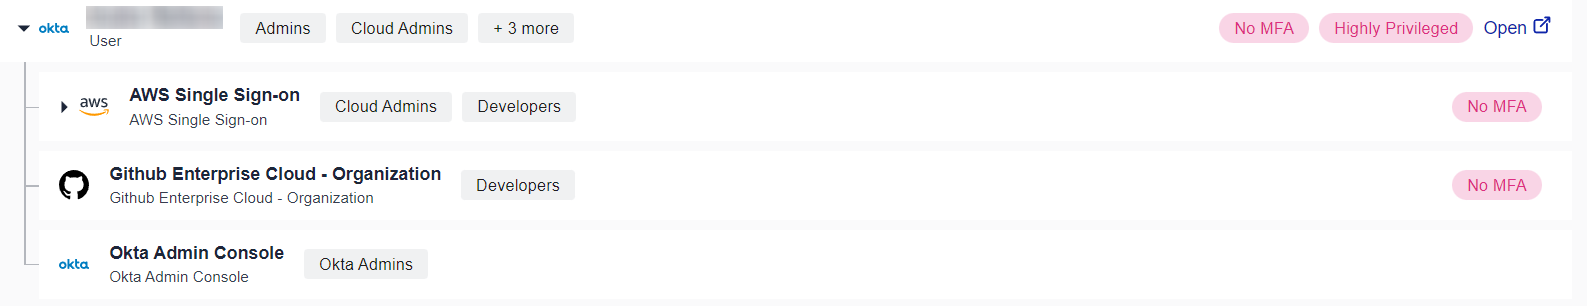 okta Admins Cloud Admins + 3 more No MFA Highly Privileged Open
User
aws AWS Single Sign-on Cloud Admins Developers No MFA
AWS Single Sign-on
Github Enterprise Cloud - Organization Developers No MFA
Github Enterprise Cloud - Organization
okta Okta Admin Console Okta Admins
Okta Admin Console